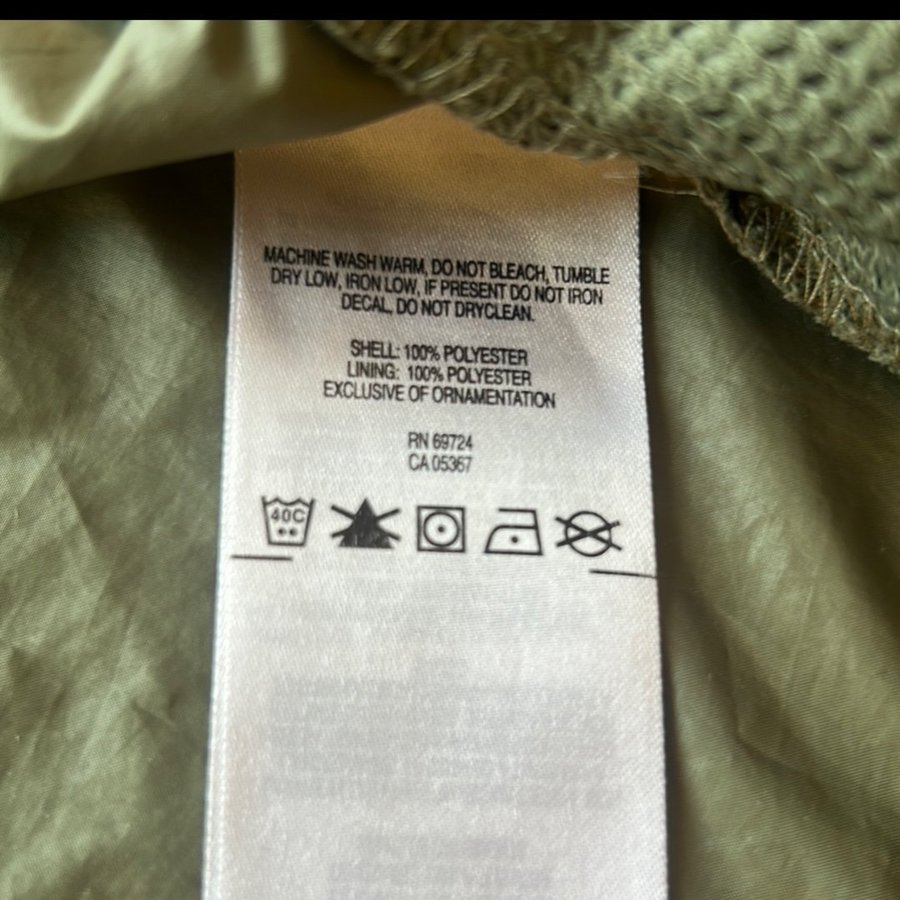 MACHINE WASH WARM, DO NOT BLEACH, TUMBLE
DRY LOW, IRON LOW, IF PRESENT DO NOT IRON
DECAL, DO NOT DRYCLEAN.
SHELL: 100% POLYESTER
LINING: 100% POLYESTER
EXCLUSIVE OF ORNAMENTATION
RN 69724
CA 05367
40C